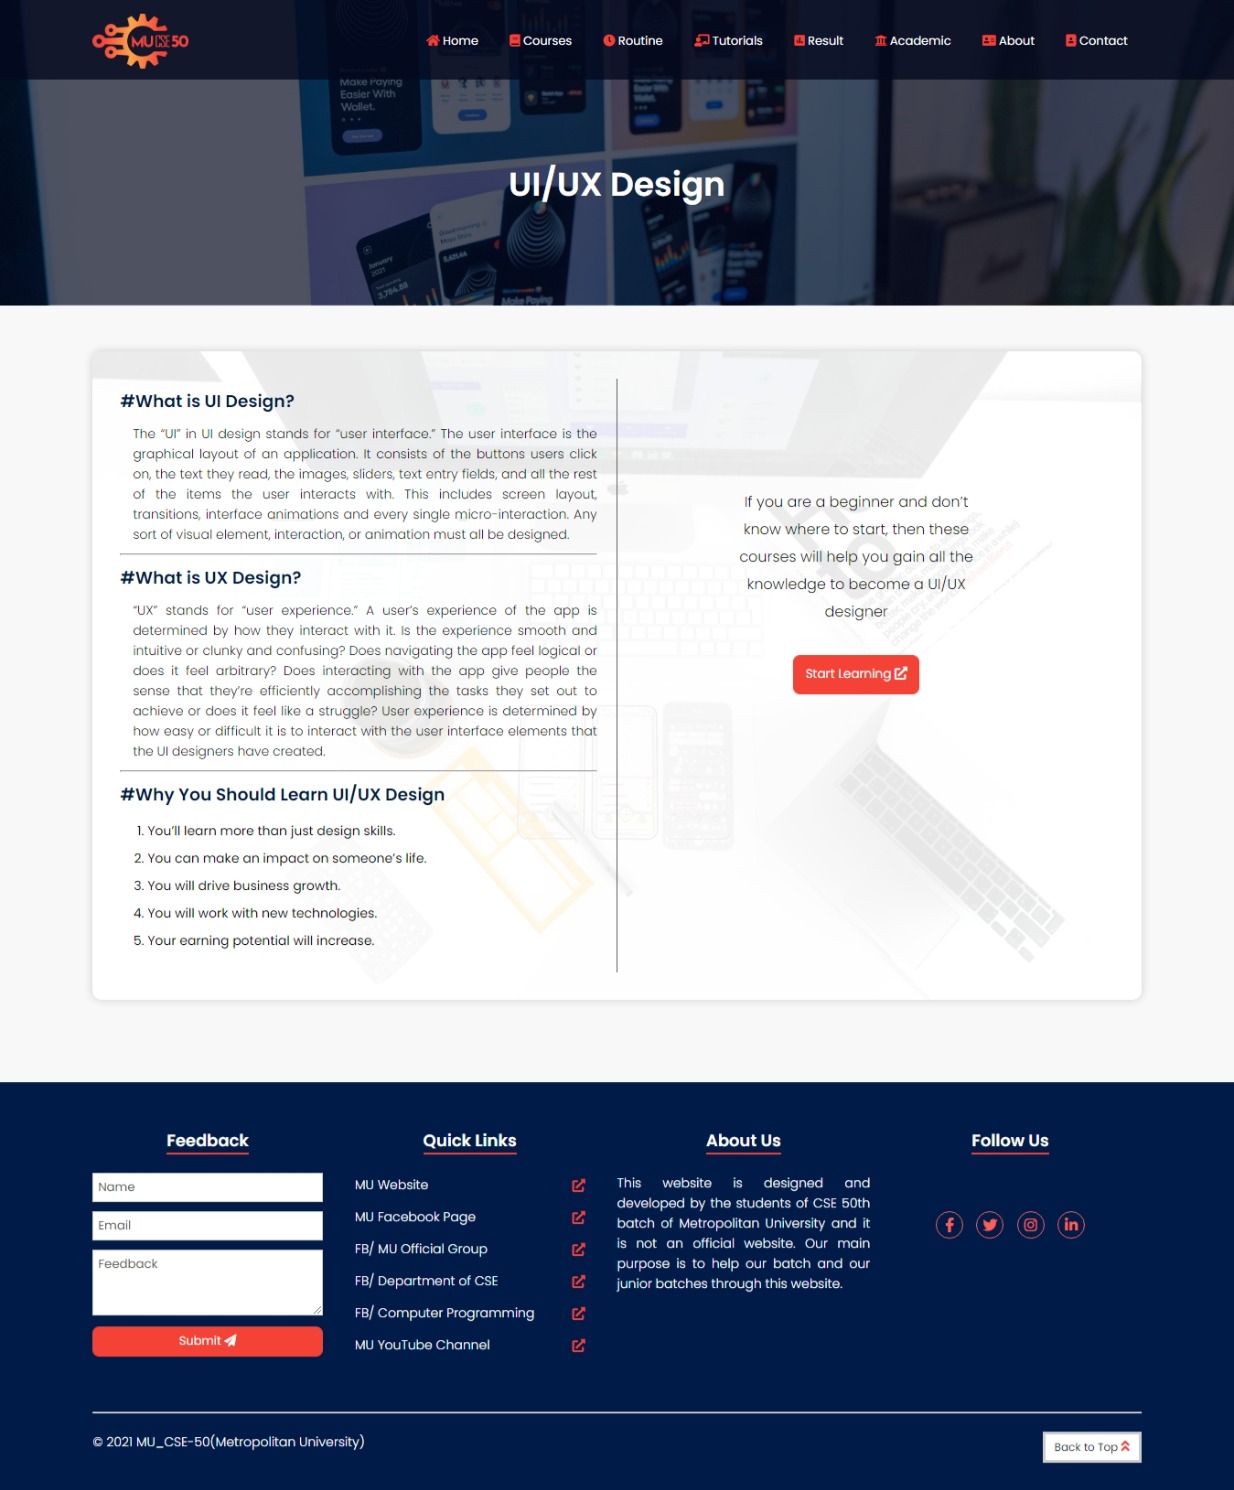 MU CSE 50
Home
Courses
Routine
Tutorials
Result
Academic
About
Contact
Make Paying
Easier With
Wallet.
UI/UX Design
January
2021
3,784.88
Make Paying
#What is UI Design?
The “UI” in UI design stands for “user interface.” The user interface is the
graphical layout of an application. It consists of the buttons users click
on, the text they read, the images, sliders, text entry fields, and all the rest
of the items the user interacts with. This includes screen layout,
transitions, interface animations and every single micro-interaction. Any
sort of visual element, interaction, or animation must all be designed.
#What is UX Design?
“UX” stands for “user experience.” A user’s experience of the app is
determined by how they interact with it. Is the experience smooth and
intuitive or clunky and confusing? Does navigating the app feel logical or
does it feel arbitrary? Does interacting with the app give people the
sense that they’re efficiently accomplishing the tasks they set out to
achieve or does it feel like a struggle? User experience is determined by
how easy or difficult it is to interact with the user interface elements that
the UI designers have created.
#Why You Should Learn UI/UX Design
1. You’ll learn more than just design skills.
2. You can make an impact on someone’s life.
3. You will drive business growth.
4. You will work with new technologies.
5. Your earning potential will increase.
If you are a beginner and don’t
know where to start, then these
courses will help you gain all the
knowledge to become a UI/UX
designer
Start Learning
Feedback
Name
Email
Feedback
Submit
Quick Links
MU Website
MU Facebook Page
FB/ MU Official Group
FB/ Department of CSE
FB/ Computer Programming
MU YouTube Channel
About Us
This website is designed and
developed by the students of CSE 50th
batch of Metropolitan University and it
is not an official website. Our main
purpose is to help our batch and our
junior batches through this website.
Follow Us
© 2021 MU_CSE-50(Metropolitan University)
Back to Top